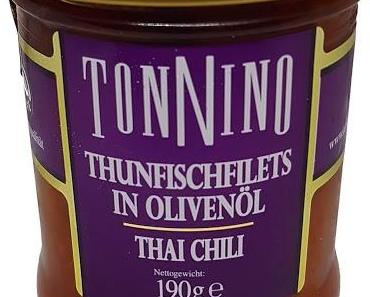 TONNINO
THUNFISCHFILETS
IN OLIVENÖL
THAI CHILI
Nettogewicht:
190g e